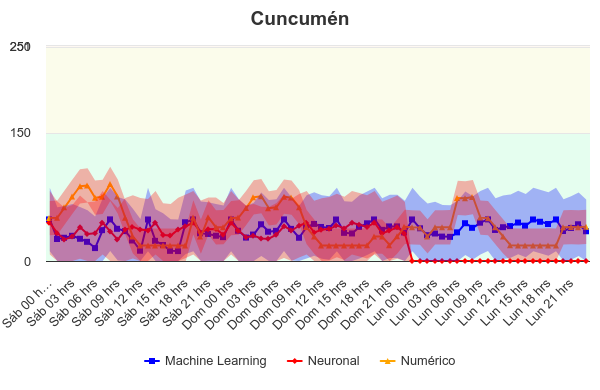 Cuncumén
250
150
0
Sáb 00 h...
Sáb 03 hrs
Sáb 06 hrs
Sáb 09 hrs
Sáb 12 hrs
Sáb 15 hrs
Sáb 18 hrs
Sáb 21 hrs
Dom 00 hrs
Dom 03 hrs
Dom 06 hrs
Dom 09 hrs
Dom 12 hrs
Dom 15 hrs
Dom 18 hrs
Dom 21 hrs
Lun 00 hrs
Lun 03 hrs
Lun 06 hrs
Lun 09 hrs
Lun 12 hrs
Lun 15 hrs
Lun 18 hrs
Lun 21 hrs
Machine Learning Neuronal Numérico